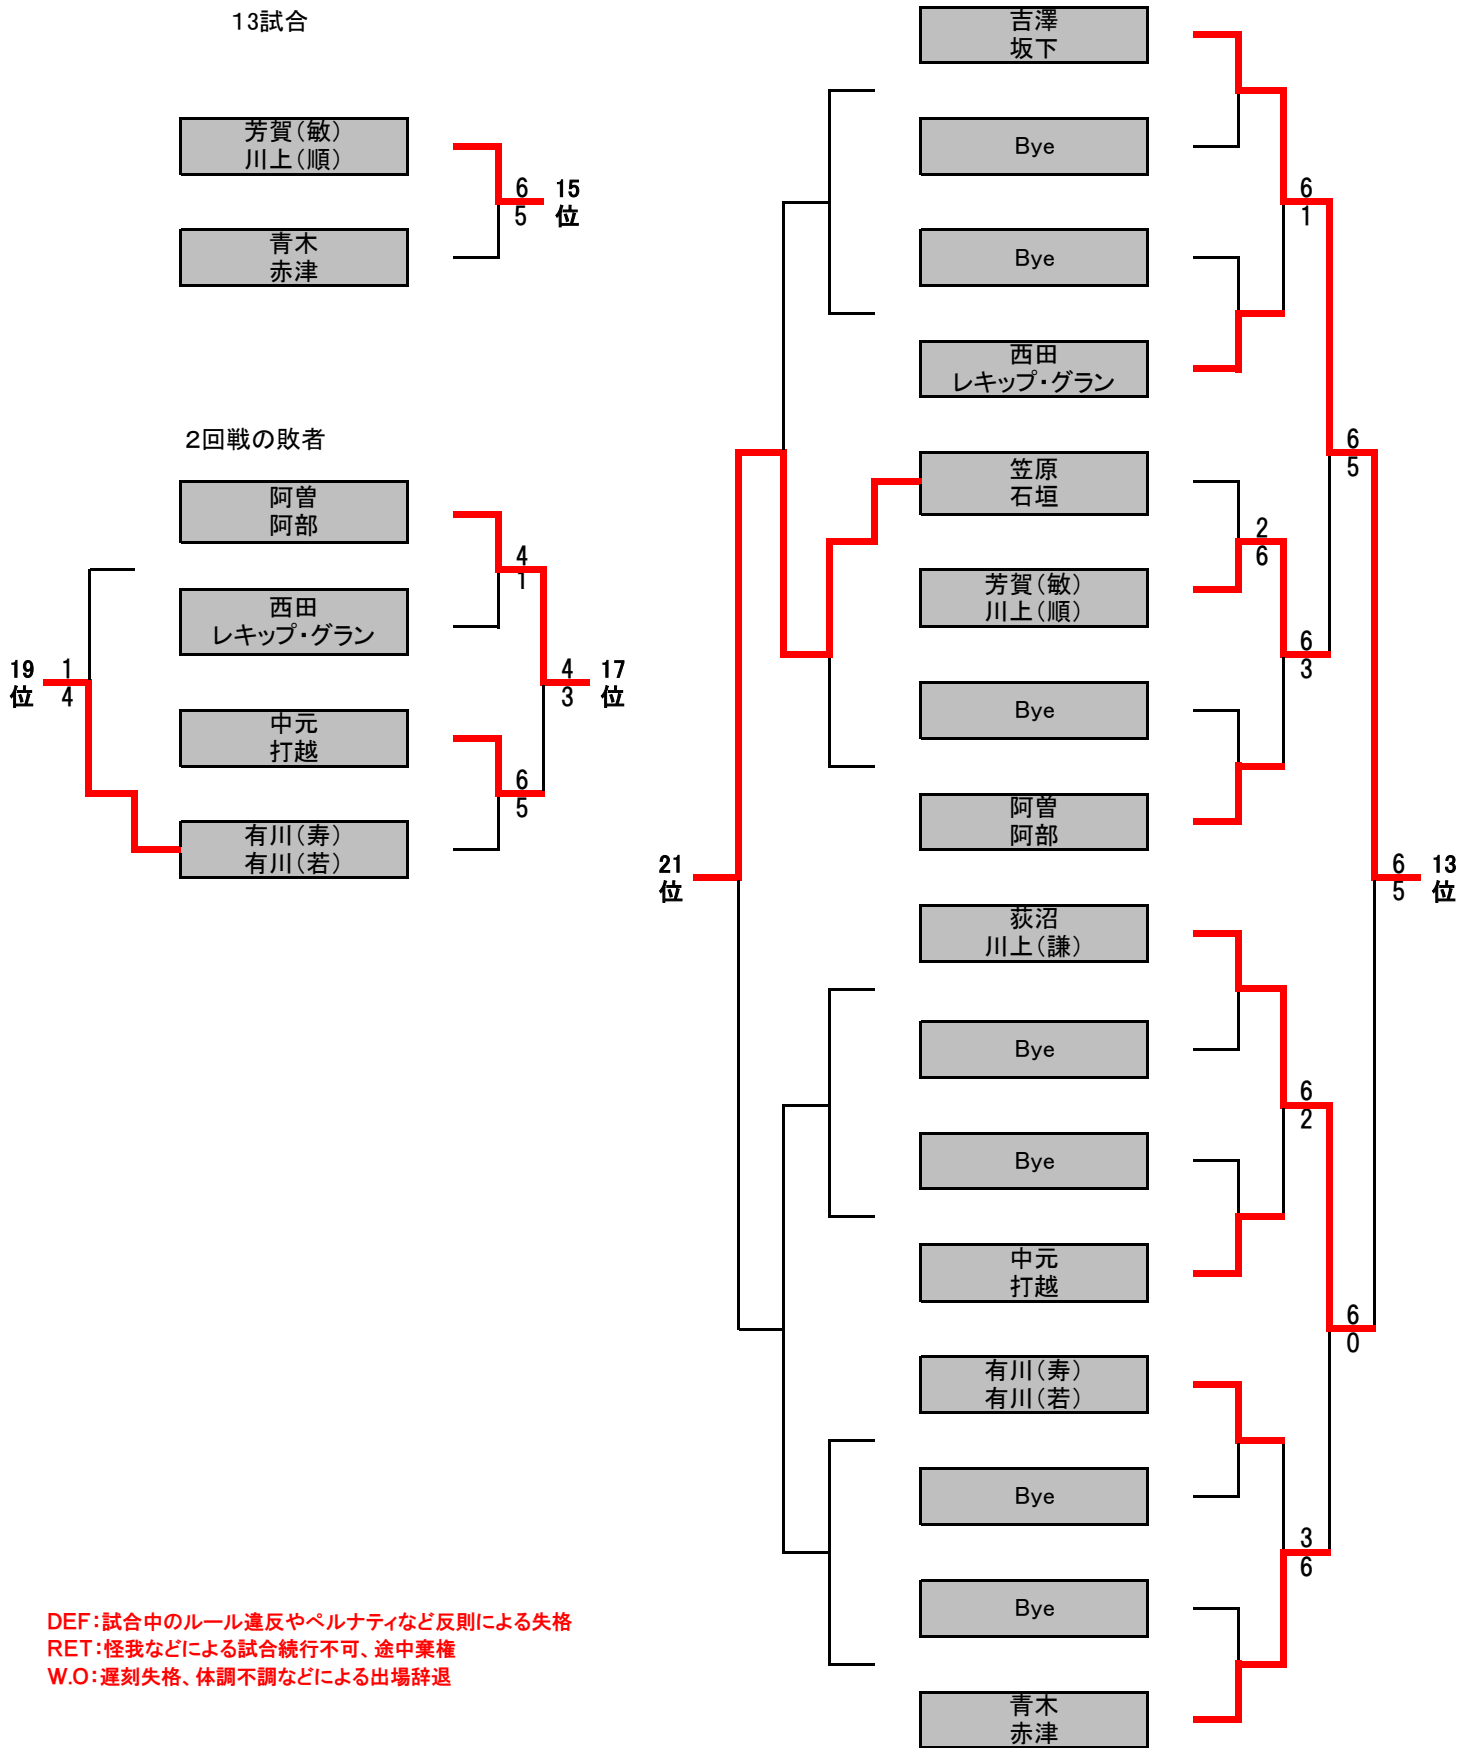 13試合
芳賀（敏）
川上（順）
青木
赤津
6
5
15
位
2回戦の敗者
阿曽
阿部
西田
レキップ・グラン
中元
打越
有川（寿）
有川（若）
4
1
6
5
4
3
17
位
1
4
19
位
吉澤
坂下
Bye
Bye
西田
レキップ・グラン
笠原
石垣
芳賀（敏）
川上（順）
Bye
阿曽
阿部
荻沼
川上（謙）
Bye
Bye
中元
打越
有川（寿）
有川（若）
Bye
Bye
青木
赤津
6
1
2
6
6
3
6
5
6
2
3
6
6
0
6
5
13
位
21
位
DEF：試合中のルール違反やペルナティなど反則による失格
RET：怪我などによる試合続行不可、途中棄権
W.O：遅刻失格、体調不調などによる出場辞退